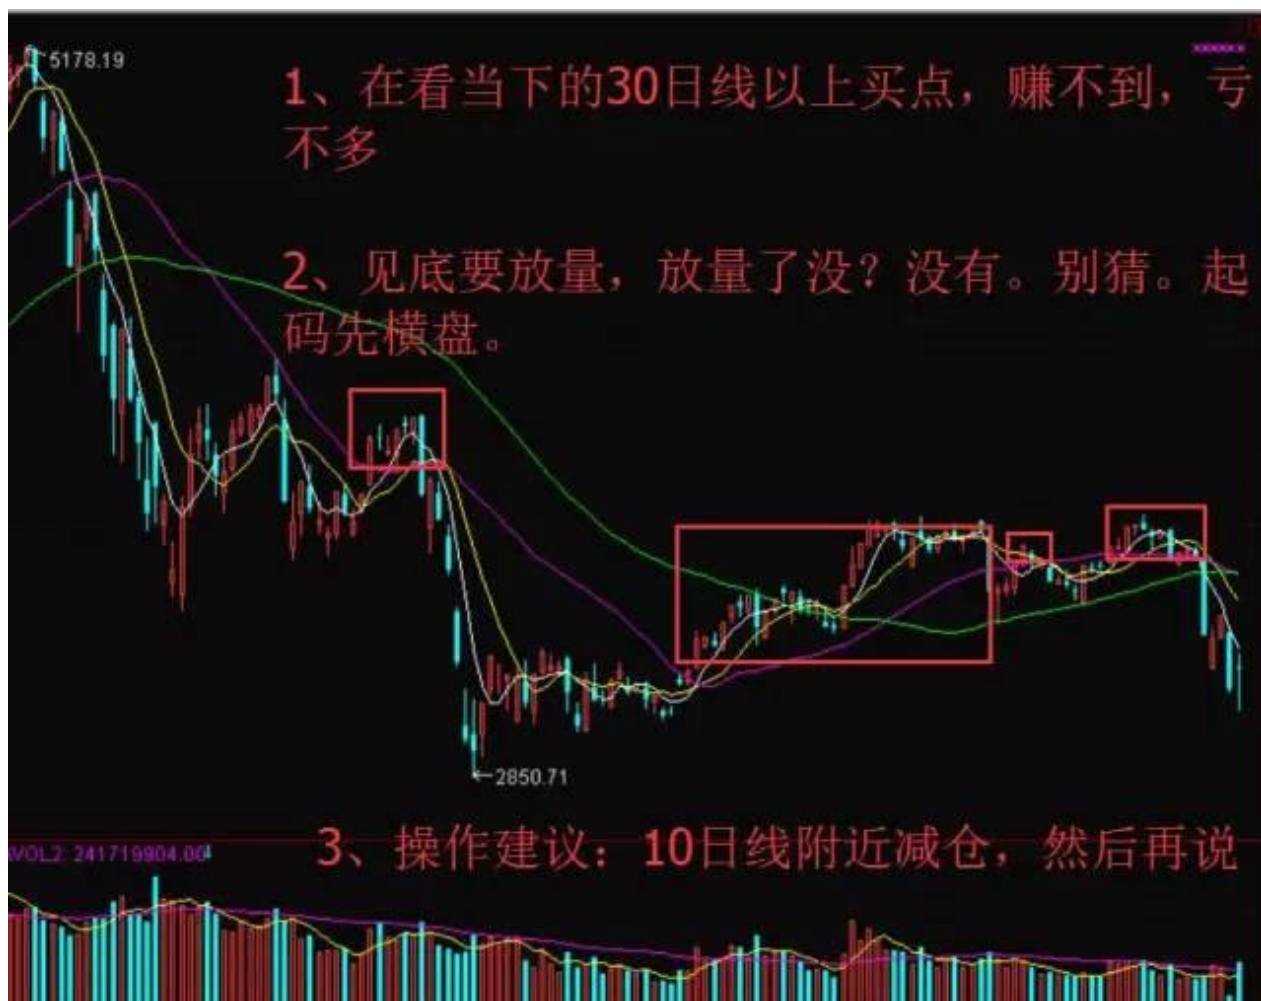 5178.19
1、在看当下的30日线以上买点，赚不到，亏
不多
2、见底要放量，放量了没？没有。别猜。起
码先横盘。
2850.71
3、操作建议：10日线附近减仓，然后再说
VOL2: 241719904.00